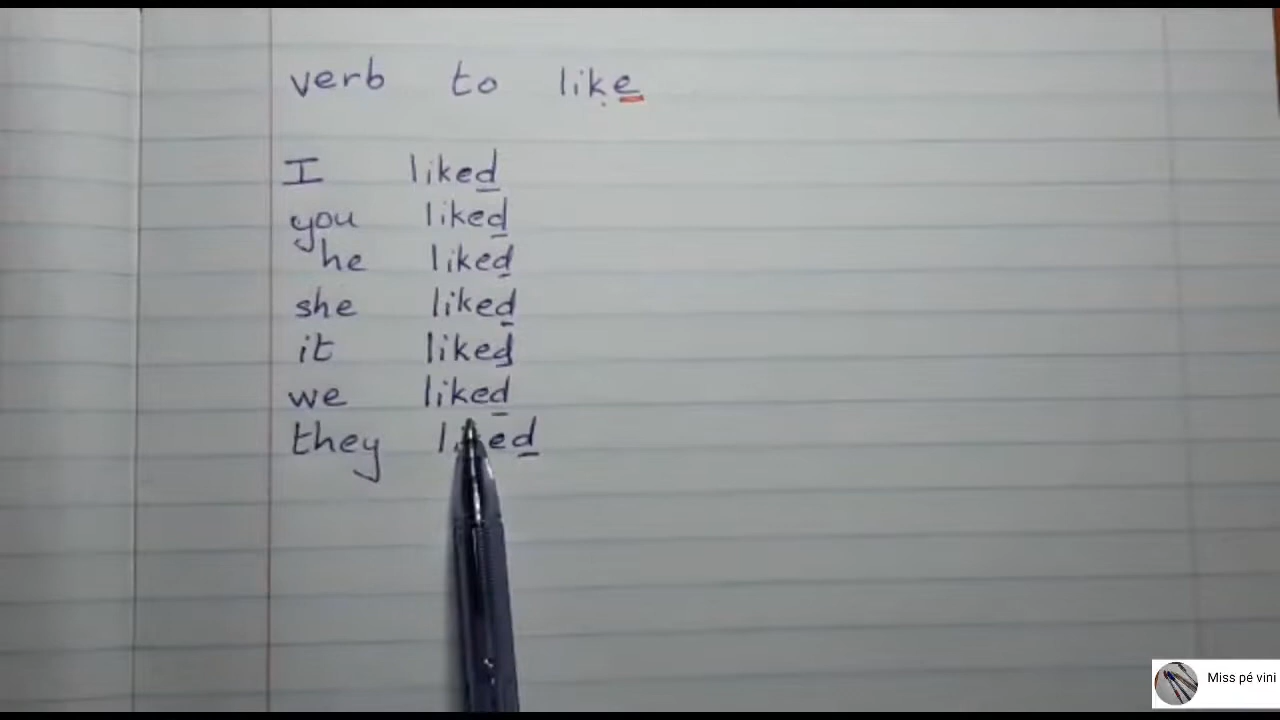 verb to like
I liked
you liked
he liked
she liked
it liked
we liked
they liked
Miss pé vini